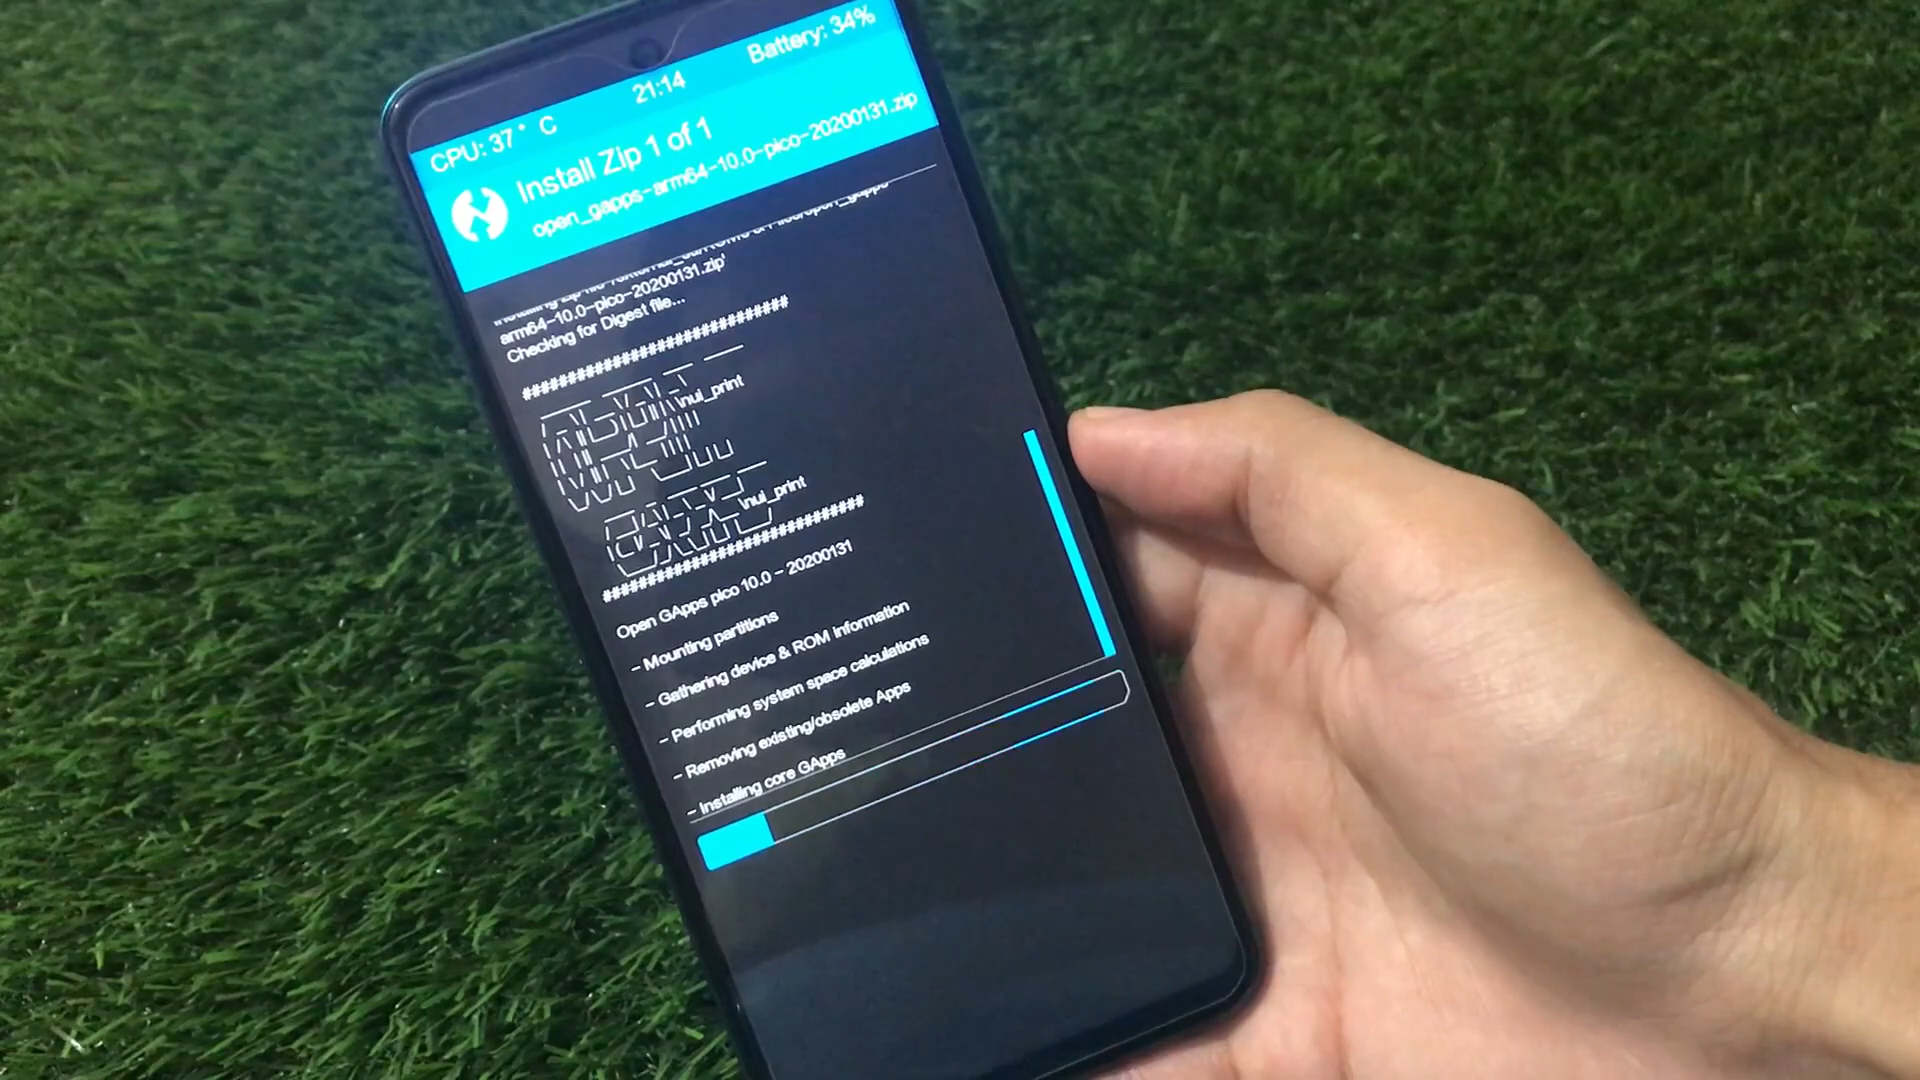 CPU: 37° C
21:14
Battery: 34%
Install Zip 1 of 1
open_gapps-arm64-10.0-pico-20200131.zip
arm64-10.0-pico-20200131.zip'
Checking for Digest file...
##############################
\nui_print
\nui_print
##############################
Open GApps pico 10.0 - 20200131
- Mounting partitions
- Gathering device & ROM information
- Performing system space calculations
- Removing existing/obsolete Apps
- Installing core GApps